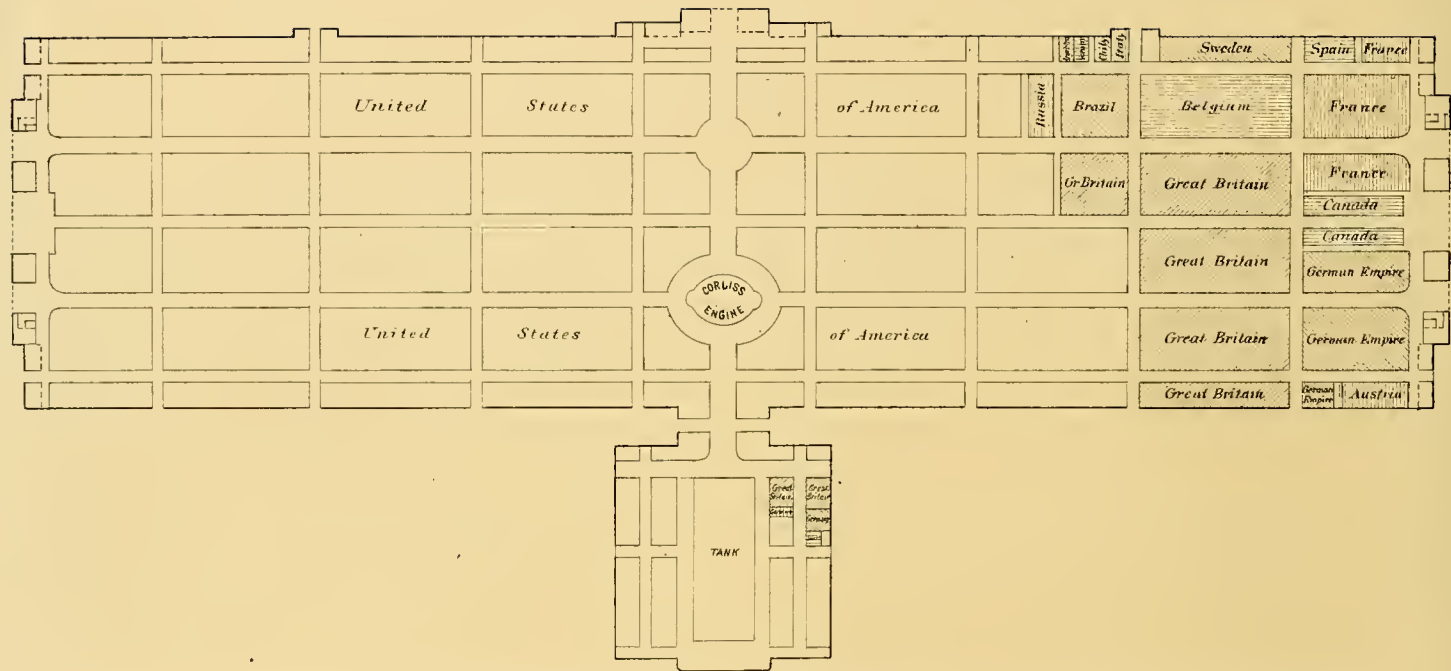 Chily
Italy
Sweden
Spain
France
United States of America
Russia
Brazil
Belgium
France
Gr Britain
Great Britain
France
Canada
Great Britain
Canada
German Empire
CORLISS
ENGINE
United States of America
Great Britain
German Empire
Great Britain
German
Empire
Austria
Great
Britain
Great
Britain
Germany
TANK